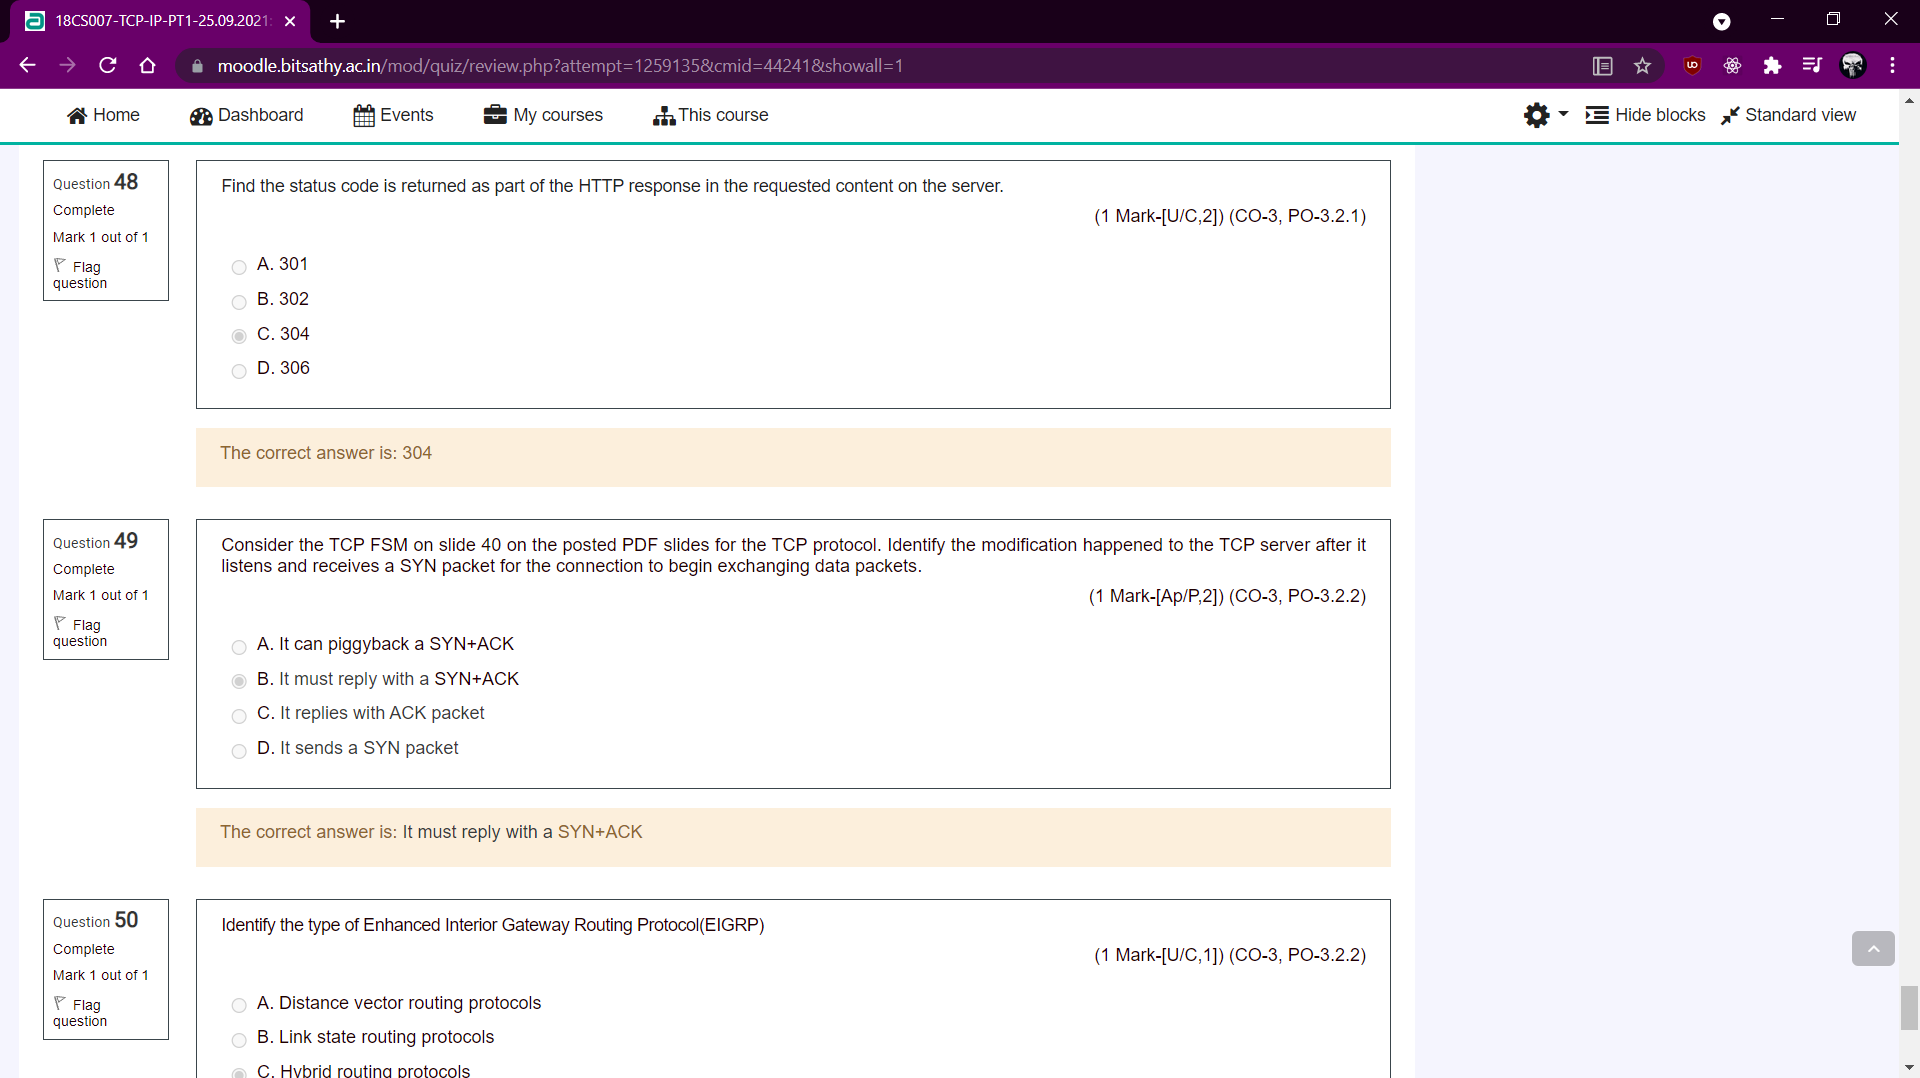 18CS007-TCP-IP-PT1-25.09.2021
moodle.bitsathy.ac.in/mod/quiz/review.php?attempt=1259135&cmid=44241&showall=1
Home Dashboard Events My courses This course Hide blocks Standard view
Question 48
Complete
Mark 1 out of 1
Flag question
Find the status code is returned as part of the HTTP response in the requested content on the server.
(1 Mark-[U/C,2]) (CO-3, PO-3.2.1)
A. 301
B. 302
C. 304
D. 306
The correct answer is: 304
Question 49
Complete
Mark 1 out of 1
Flag question
Consider the TCP FSM on slide 40 on the posted PDF slides for the TCP protocol. Identify the modification happened to the TCP server after it
listens and receives a SYN packet for the connection to begin exchanging data packets.
(1 Mark-[Ap/P,2]) (CO-3, PO-3.2.2)
A. It can piggyback a SYN+ACK
B. It must reply with a SYN+ACK
C. It replies with ACK packet
D. It sends a SYN packet
The correct answer is: It must reply with a SYN+ACK
Question 50
Complete
Mark 1 out of 1
Flag question
Identify the type of Enhanced Interior Gateway Routing Protocol(EIGRP)
(1 Mark-[U/C,1]) (CO-3, PO-3.2.2)
A. Distance vector routing protocols
B. Link state routing protocols
C. Hybrid routing protocols